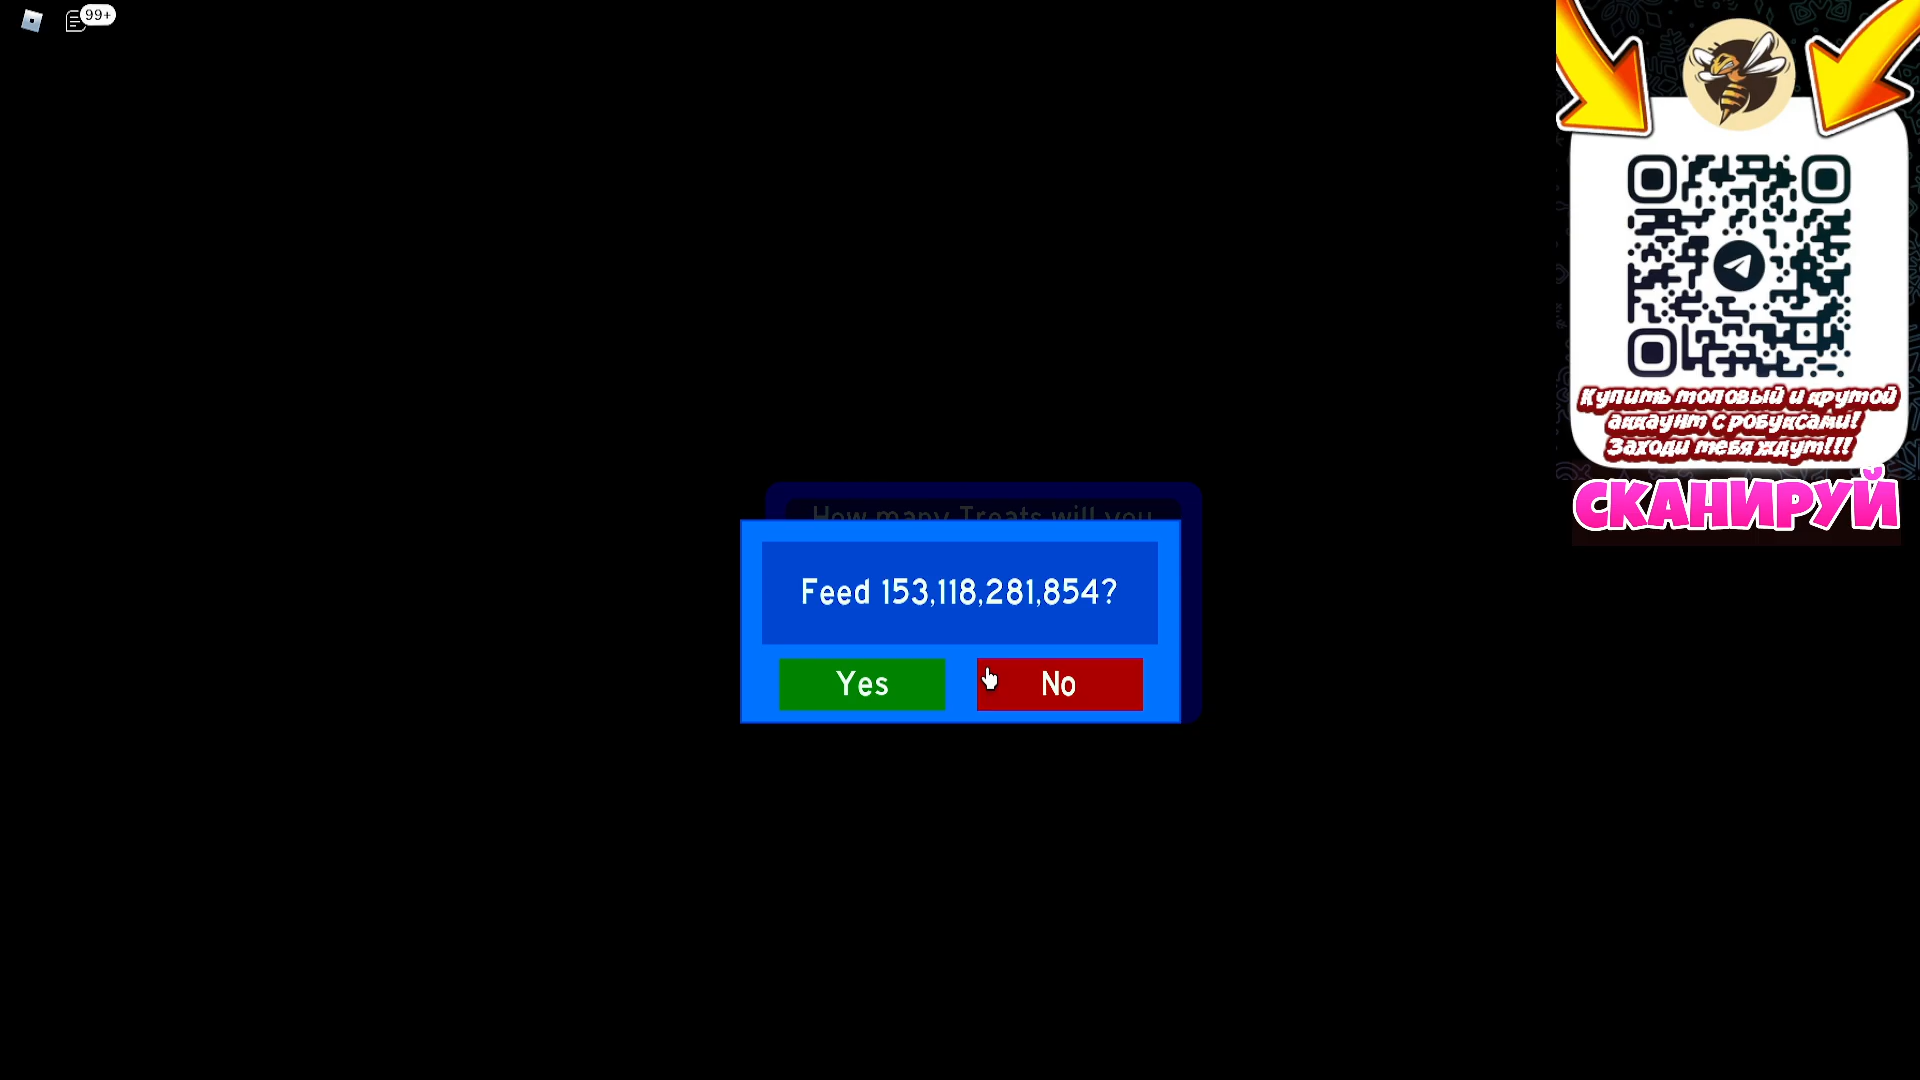 99+
How many Treats will you
Feed 153,118,281,854?
Yes
No
Купить топовый и крутой
аккаунт с робуксами!
Заходи тебя ждут!!!
СКАНИРУЙ